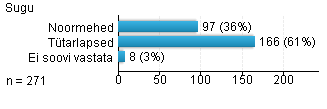 Sugu
Noormehed 97 (36%)
Tütarlapsed 166 (61%)
Ei soovi vastata 8 (3%)
n = 271 0 50 100 150 200